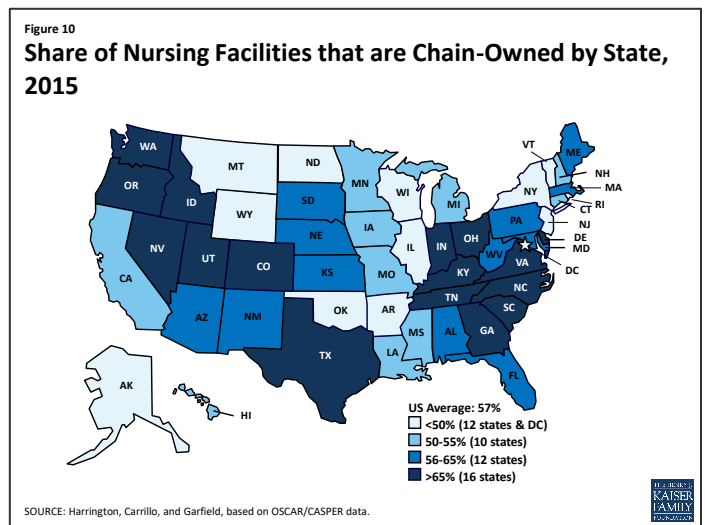 Figure 10
Share of Nursing Facilities that are Chain-Owned by State,
2015
WA
MT
ND
VT
ME
OR
ID
WY
SD
MN
WI
MI
NY
NH
MA
RI
CT
NJ
DE
MD
DC
NV
UT
CO
NE
KS
IA
MO
IL
IN
OH
PA
WV
VA
KY
CA
AZ
NM
OK
AR
TN
NC
SC
TX
LA
MS
AL
GA
FL
AK
HI
US Average: 57%
<50% (12 states & DC)
50-55% (10 states)
56-65% (12 states)
>65% (16 states)
SOURCE: Harrington, Carrillo, and Garfield, based on OSCAR/CASPER data.
THE HENRY J.
KAISER
FAMILY
FOUNDATION